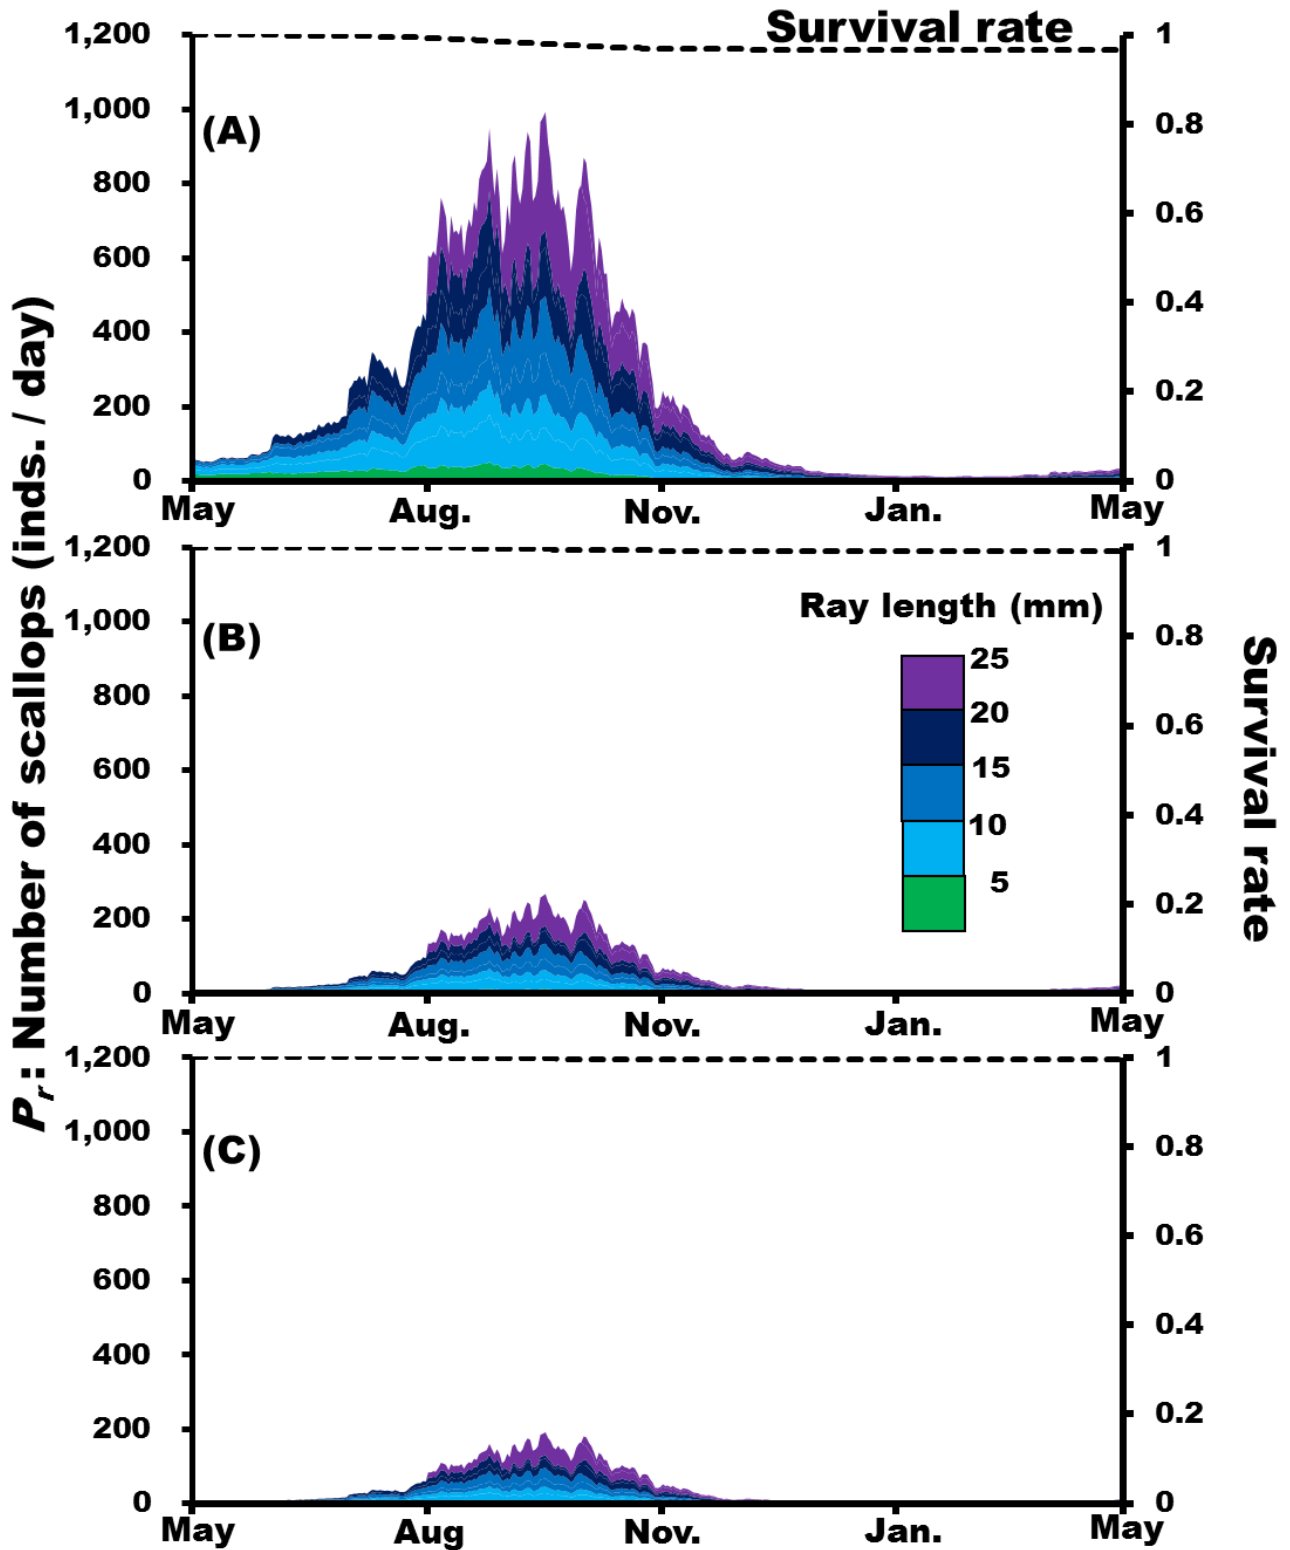 Survival rate
1,200
1,000
800
600
400
200
0
1
0.8
0.6
0.4
0.2
0
(A)
May
Aug.
Nov.
Jan.
May
Pr: Number of scallops (inds. / day)
Survival rate
1,200
1,000
800
600
400
200
0
1
0.8
0.6
0.4
0.2
0
(B)
Ray length (mm)
25
20
15
10
5
May
Aug.
Nov.
Jan.
May
1,200
1,000
800
600
400
200
0
1
0.8
0.6
0.4
0.2
0
(C)
May
Aug
Nov.
Jan.
May